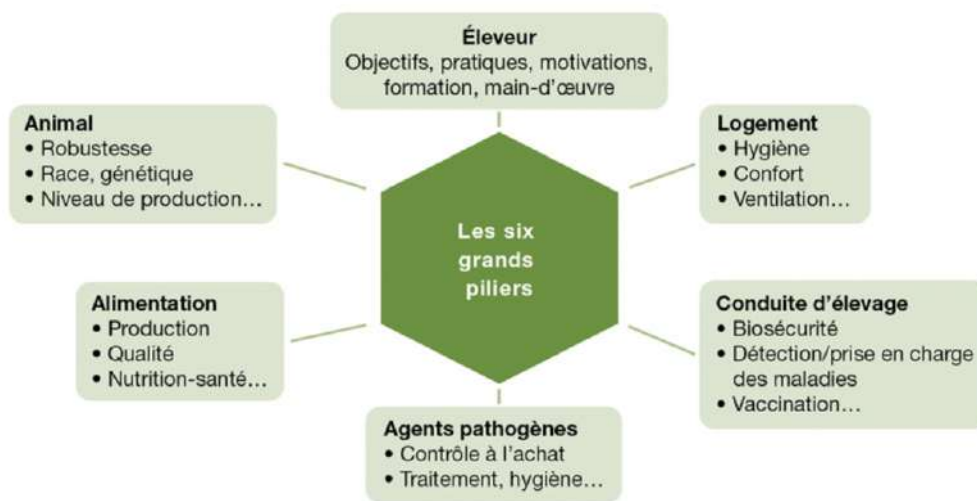 Éleveur
Objectifs, pratiques, motivations,
formation, main-d'œuvre
Animal
• Robustesse
• Race, génétique
• Niveau de production…
Logement
• Hygiène
• Confort
• Ventilation…
Les six
grands
piliers
Alimentation
• Production
• Qualité
• Nutrition-santé…
Conduite d'élevage
• Biosécurité
• Détection/prise en charge
des maladies
• Vaccination…
Agents pathogènes
• Contrôle à l'achat
• Traitement, hygiène…